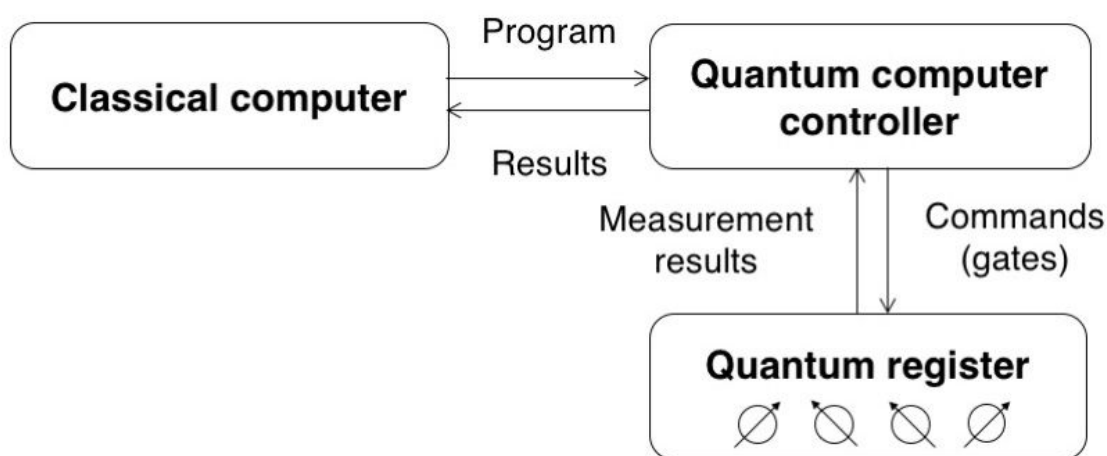 Program
Classical computer
Quantum computer
controller
Results
Measurement
results
Commands
(gates)
Quantum register